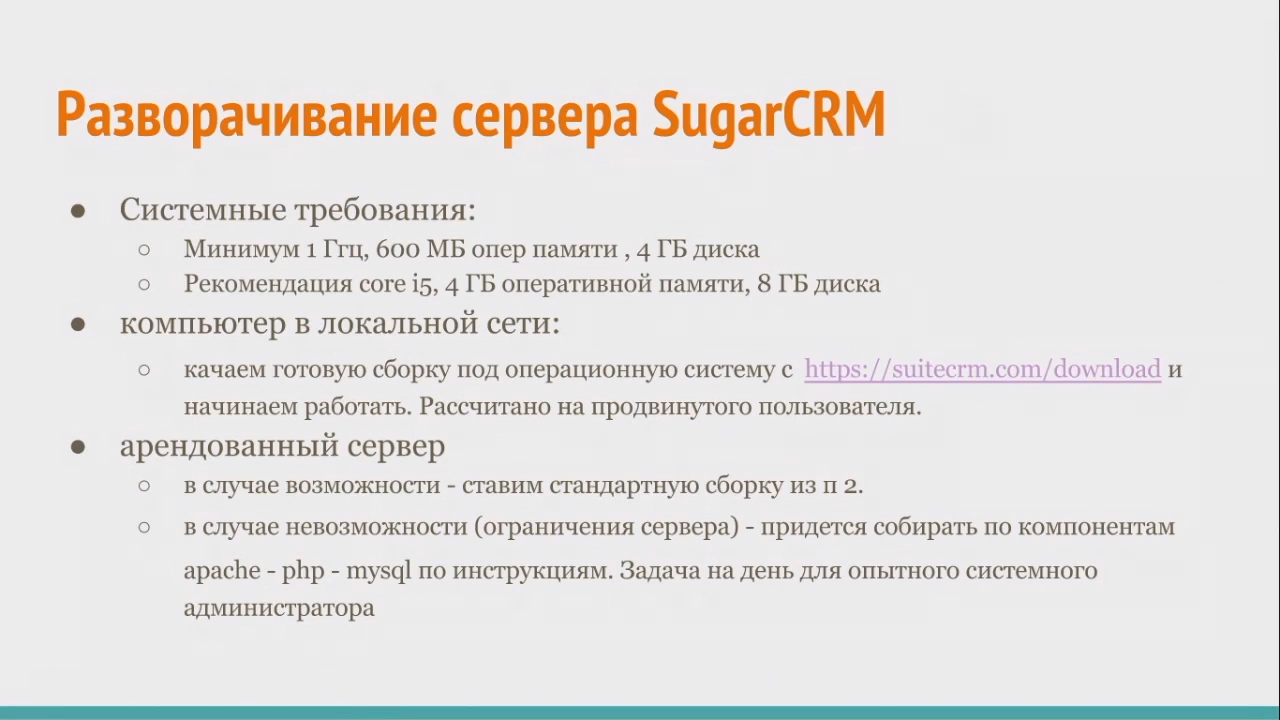 Разворачивание сервера SugarCRM
● Системные требования:
○ Минимум 1 Ггц, 600 МБ опер памяти , 4 ГБ диска
○ Рекомендация core i5, 4 ГБ оперативной памяти, 8 ГБ диска
● компьютер в локальной сети:
○ качаем готовую сборку под операционную систему с https://suitecrm.com/download и
начинаем работать. Рассчитано на продвинутого пользователя.
● арендованный сервер
○ в случае возможности - ставим стандартную сборку из п 2.
○ в случае невозможности (ограничения сервера) - придется собирать по компонентам
apache - php - mysql по инструкциям. Задача на день для опытного системного
администратора